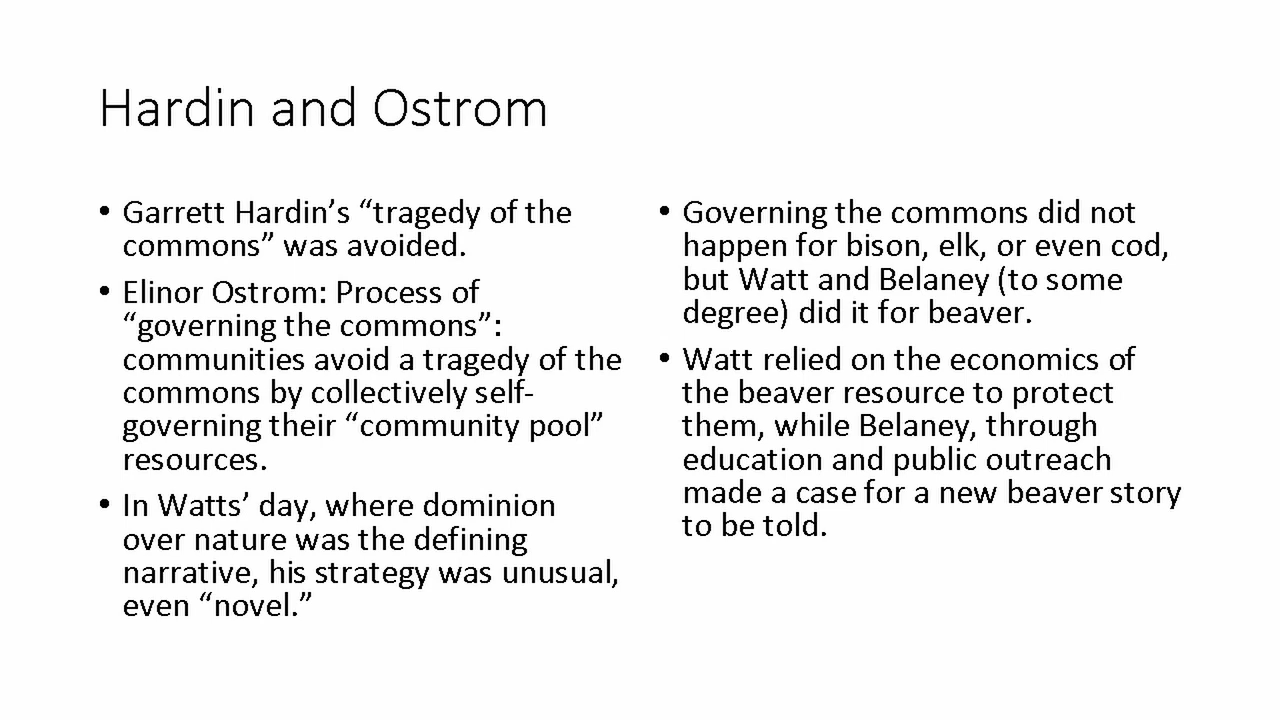 Hardin and Ostrom
• Garrett Hardin’s “tragedy of the
commons” was avoided.
• Elinor Ostrom: Process of
“governing the commons”:
communities avoid a tragedy of the
commons by collectively self-
governing their “community pool”
resources.
• In Watts’ day, where dominion
over nature was the defining
narrative, his strategy was unusual,
even “novel.”
• Governing the commons did not
happen for bison, elk, or even cod,
but Watt and Belaney (to some
degree) did it for beaver.
• Watt relied on the economics of
the beaver resource to protect
them, while Belaney, through
education and public outreach
made a case for a new beaver story
to be told.